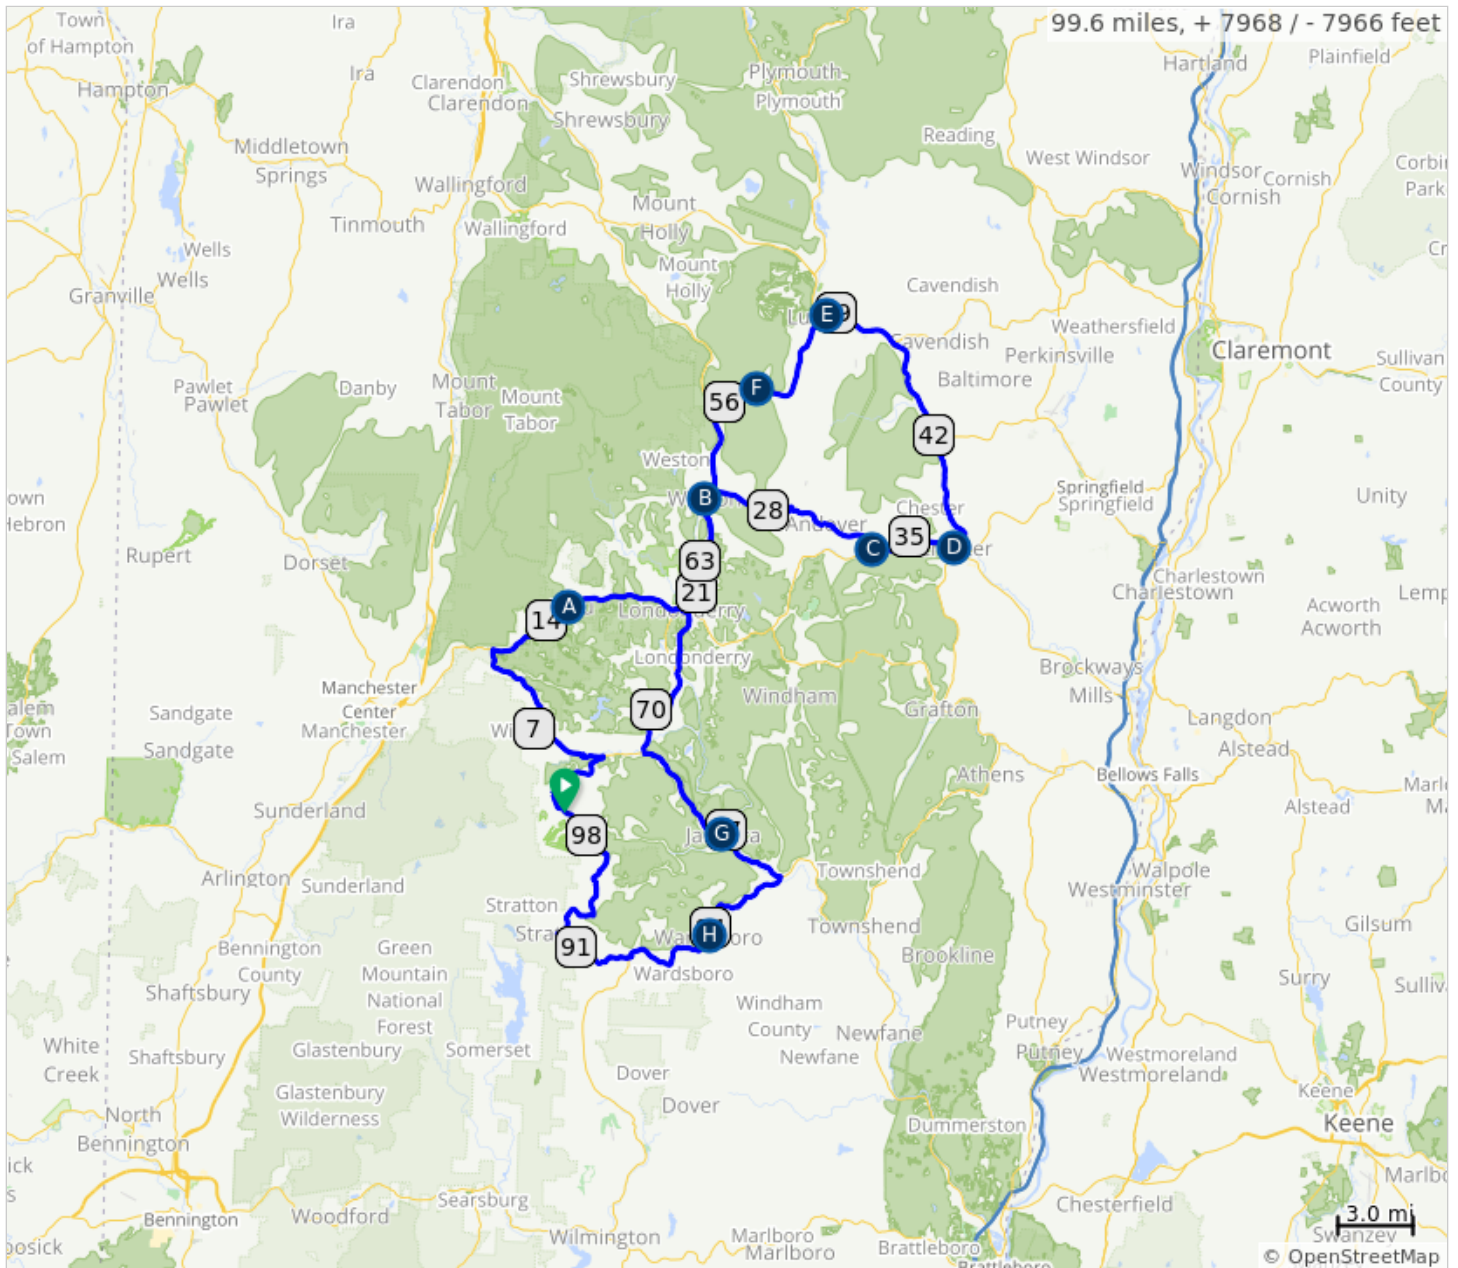 99.6 miles, + 7968 / - 7966 feet
Town
of Hampton
Ira
Ira
Hampton
Clarendon
Clarendon
Shrewsbury
Shrewsbury
Plymouth
Plymouth
Hartland
Plainfield
Reading
West Windsor
Middletown
Springs
Wallingford
Wallingford
Tinmouth
Mount
Holly
Mount
Holly
Windsor
Cornish
Cornish
Wells
Wells
Granville
Cavendish
Cavendish
Weathersfield
Perkinsville
Baltimore
Claremont
Sullivan
County
E
F
56
42
Pawlet
Pawlet
Danby
Mount
Tabor
Mount
Tabor
Weston
B
28
Andover
Chester
35
C
D
Springfield
Springfield
Unity
Rupert
Dorset
63
21
A
14
Londonderry
Londonderry
Charlestown
Charlestown
Acworth
Acworth
Brockways
Mills
Manchester
Center
Manchester
Sandgate
Sandgate
Town
Salem
7
70
Windham
Grafton
Langdon
Alstead
Athens
Bellows Falls
Alstead
Sunderland
Sunderland
98
G
Arlington
Townshend
Townshend
Walpole
Westminster
Stratton
91
H
Wardsboro
Brookline
Gilsum
Bennington
County
Shaftsbury
Shaftsbury
Green
Mountain
National
Forest
Windham
County
Newfane
Newfane
Surry
White
Creek
Glastenbury
Somerset
Putney
Putney
Westmoreland
Westmoreland
Dover
Dover
Glastenbury
Wilderness
Keene
Keene
North
Bennington
Dummerston
Bennington
Woodford
Searsburg
Wilmington
Marlboro
Marlboro
Brattleboro
Brattleboro
Chesterfield
Swanzey
3.0 mi
© OpenStreetMap